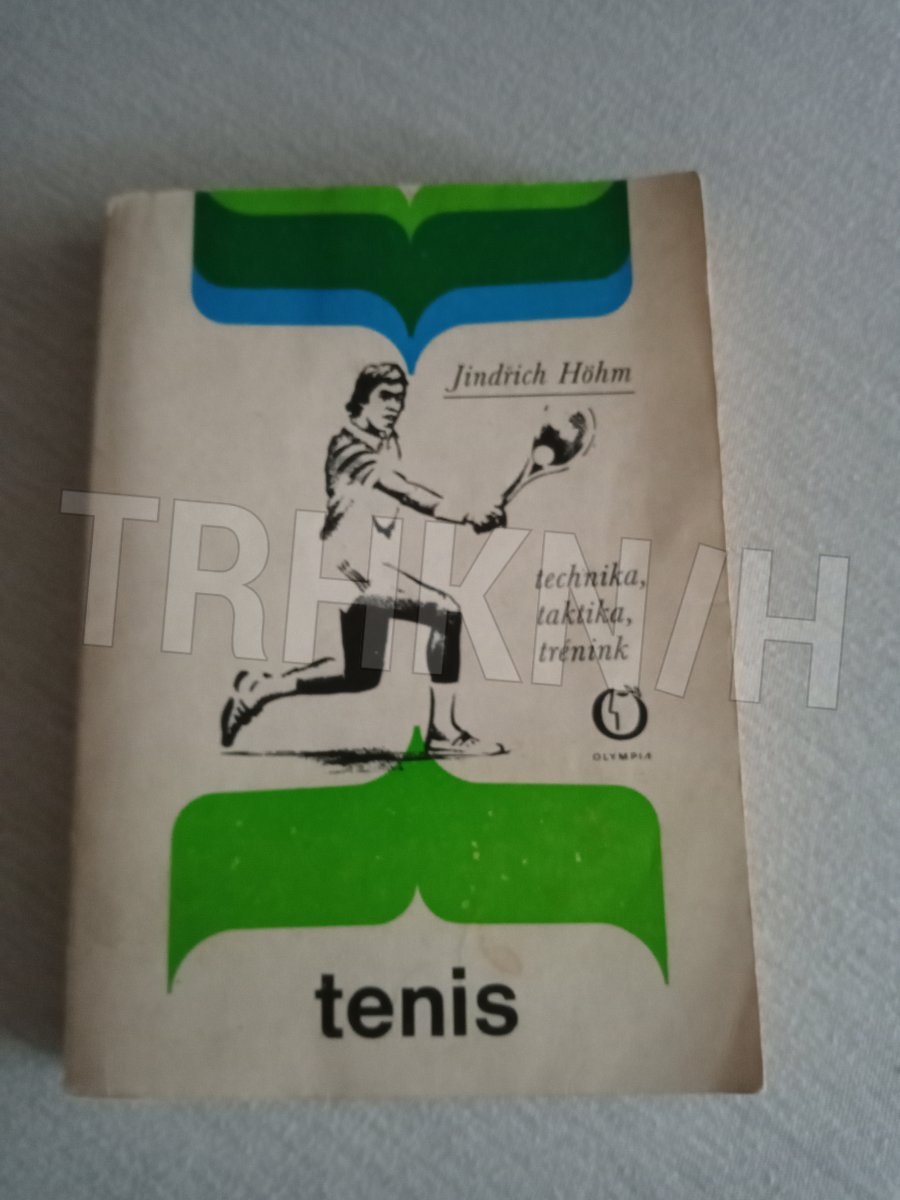 Jindřich Höhm
technika,
taktika,
trénink
OLYMPIA
tenis
TRHKNIH